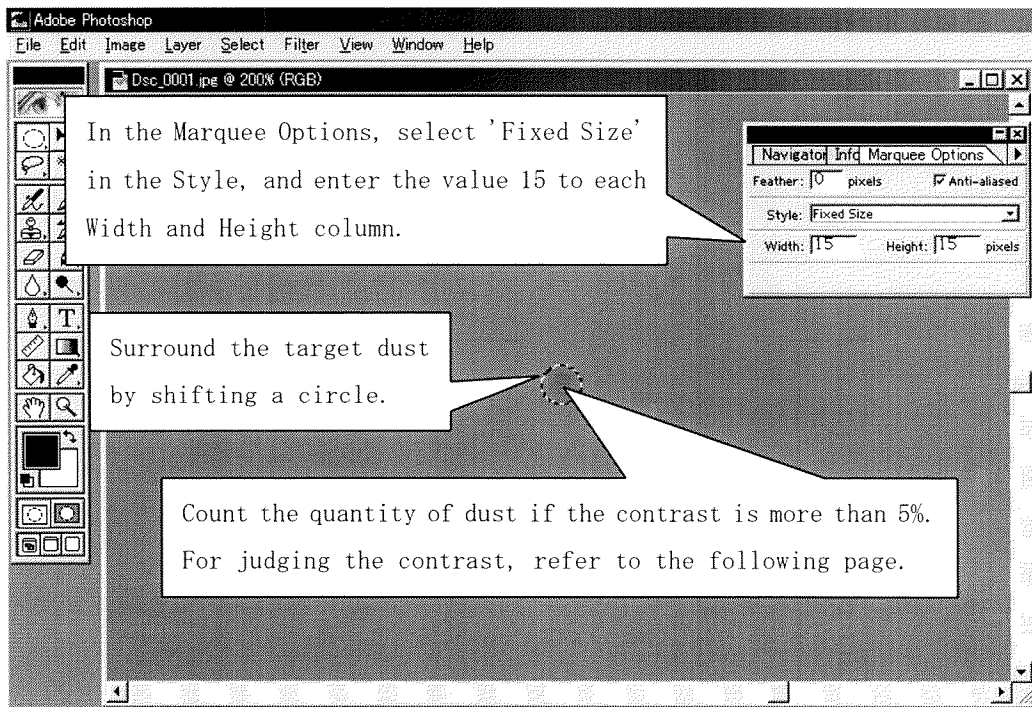 Adobe Photoshop
File Edit Image Layer Select Filter View Window Help
Dsc_0001.jpg @ 200% (RGB)
In the Marquee Options, select 'Fixed Size'
in the Style, and enter the value 15 to each
Width and Height column.
Navigator Info Marquee Options
Feather: 0 pixels Anti-aliased
Style: Fixed Size
Width: 15 Height: 15 pixels
T
Surround the target dust
by shifting a circle.
Count the quantity of dust if the contrast is more than 5%.
For judging the contrast, refer to the following page.